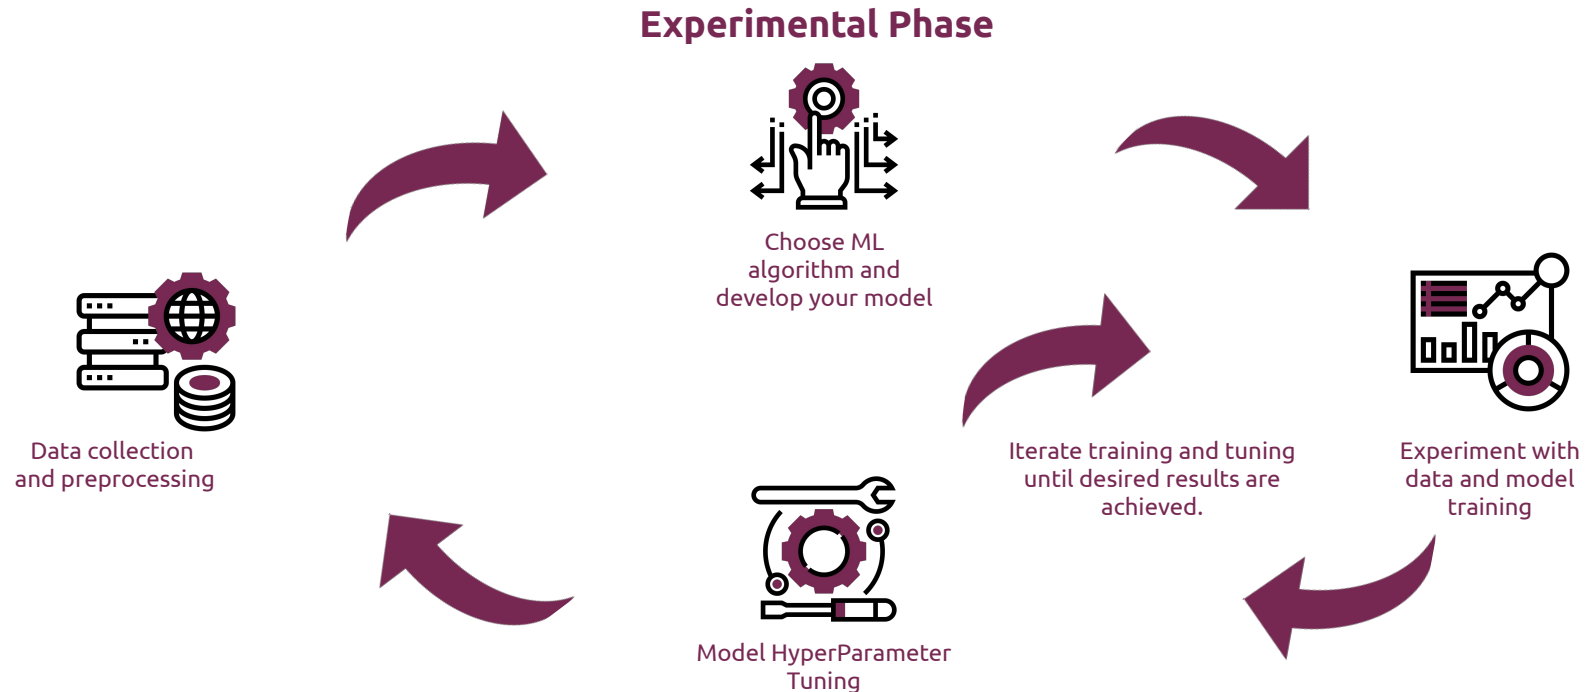 Experimental Phase
Choose ML
algorithm and
develop your model
Data collection
and preprocessing
Iterate training and tuning
until desired results are
achieved.
Experiment with
data and model
training
Model HyperParameter
Tuning